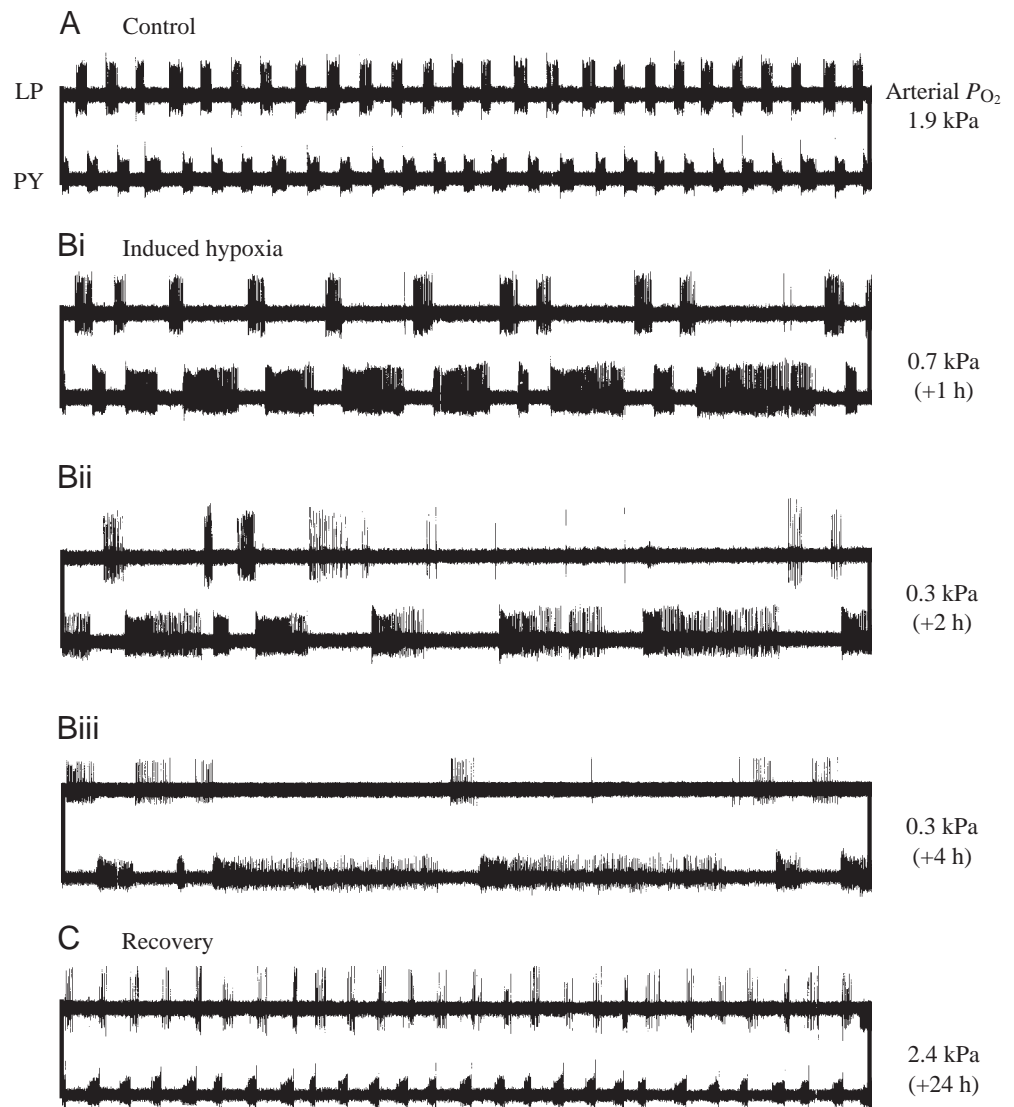 A Control
LP
Arterial PO2
1.9 kPa
PY
Bi Induced hypoxia
0.7 kPa
(+1 h)
Bii
0.3 kPa
(+2 h)
Biii
0.3 kPa
(+4 h)
C Recovery
2.4 kPa
(+24 h)